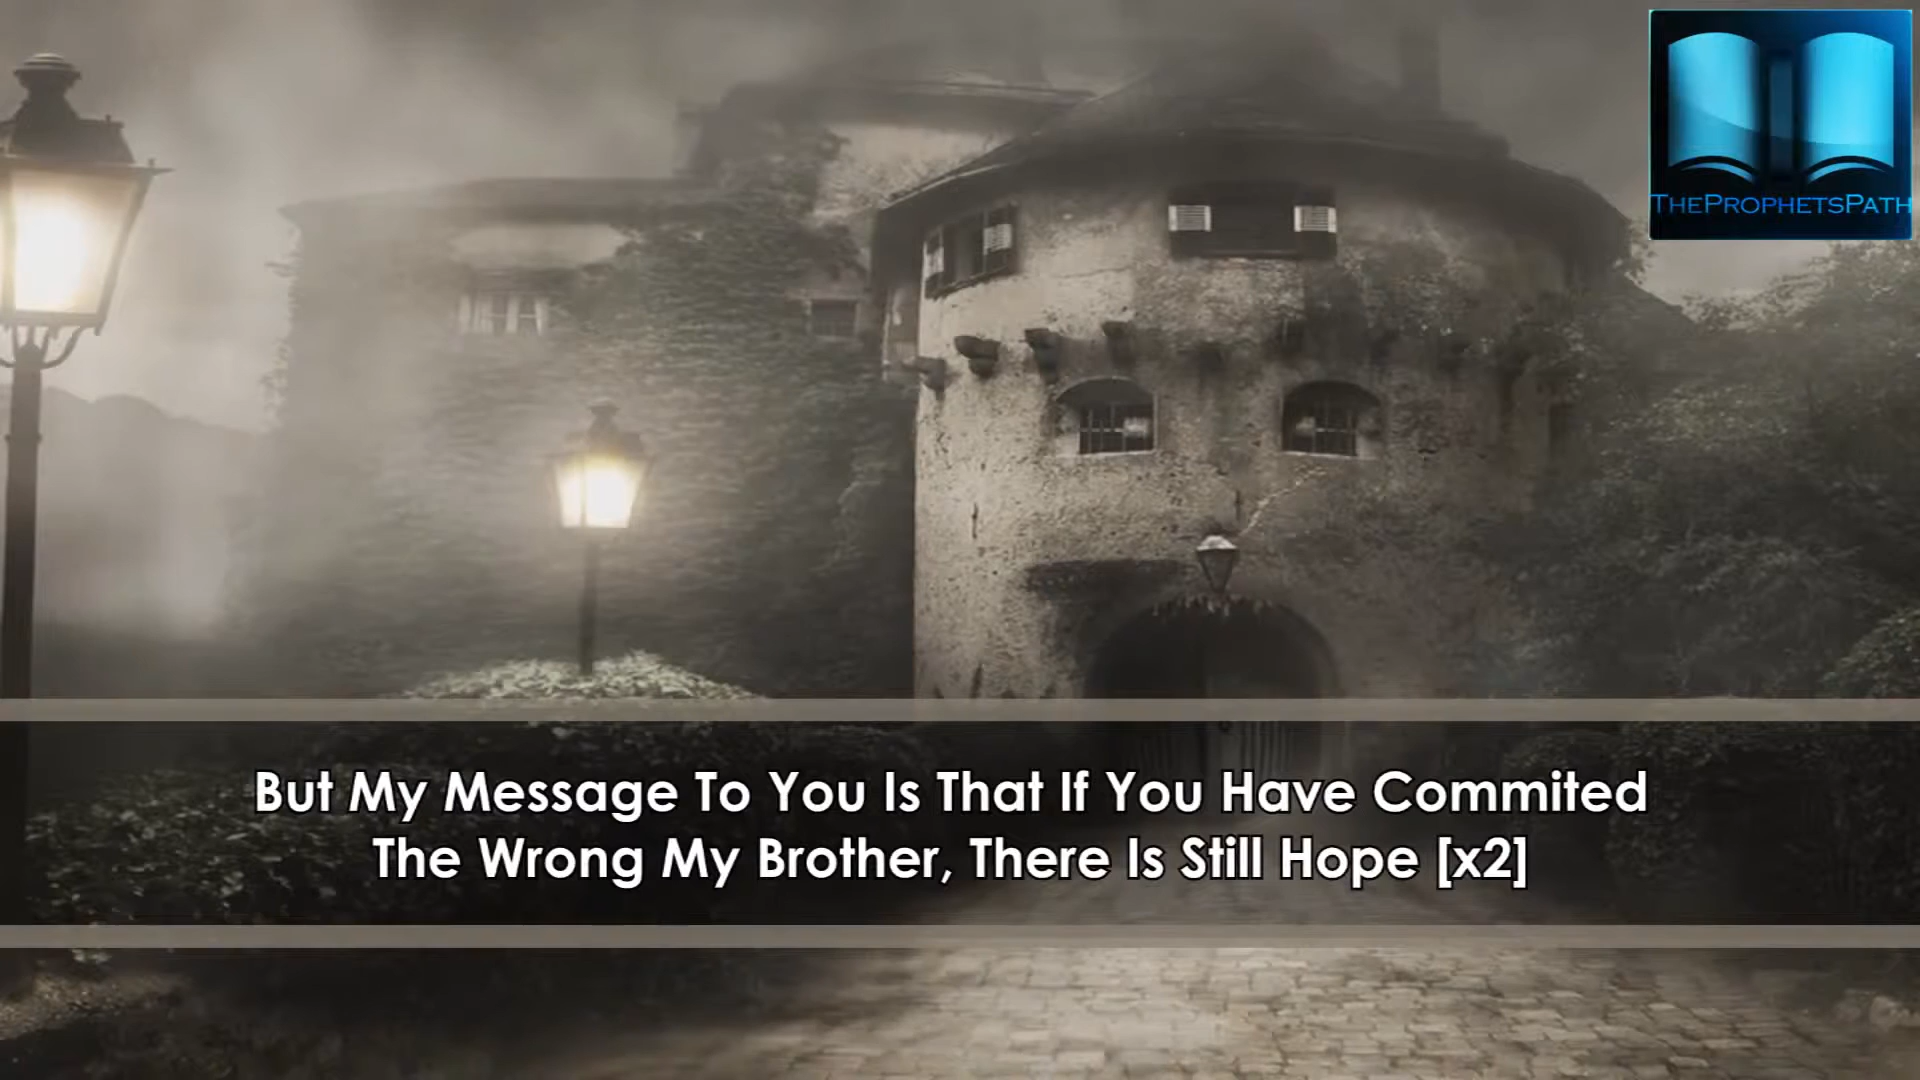 TheProphetsPath
But My Message To You Is That If You Have Commited
The Wrong My Brother, There Is Still Hope [x2]